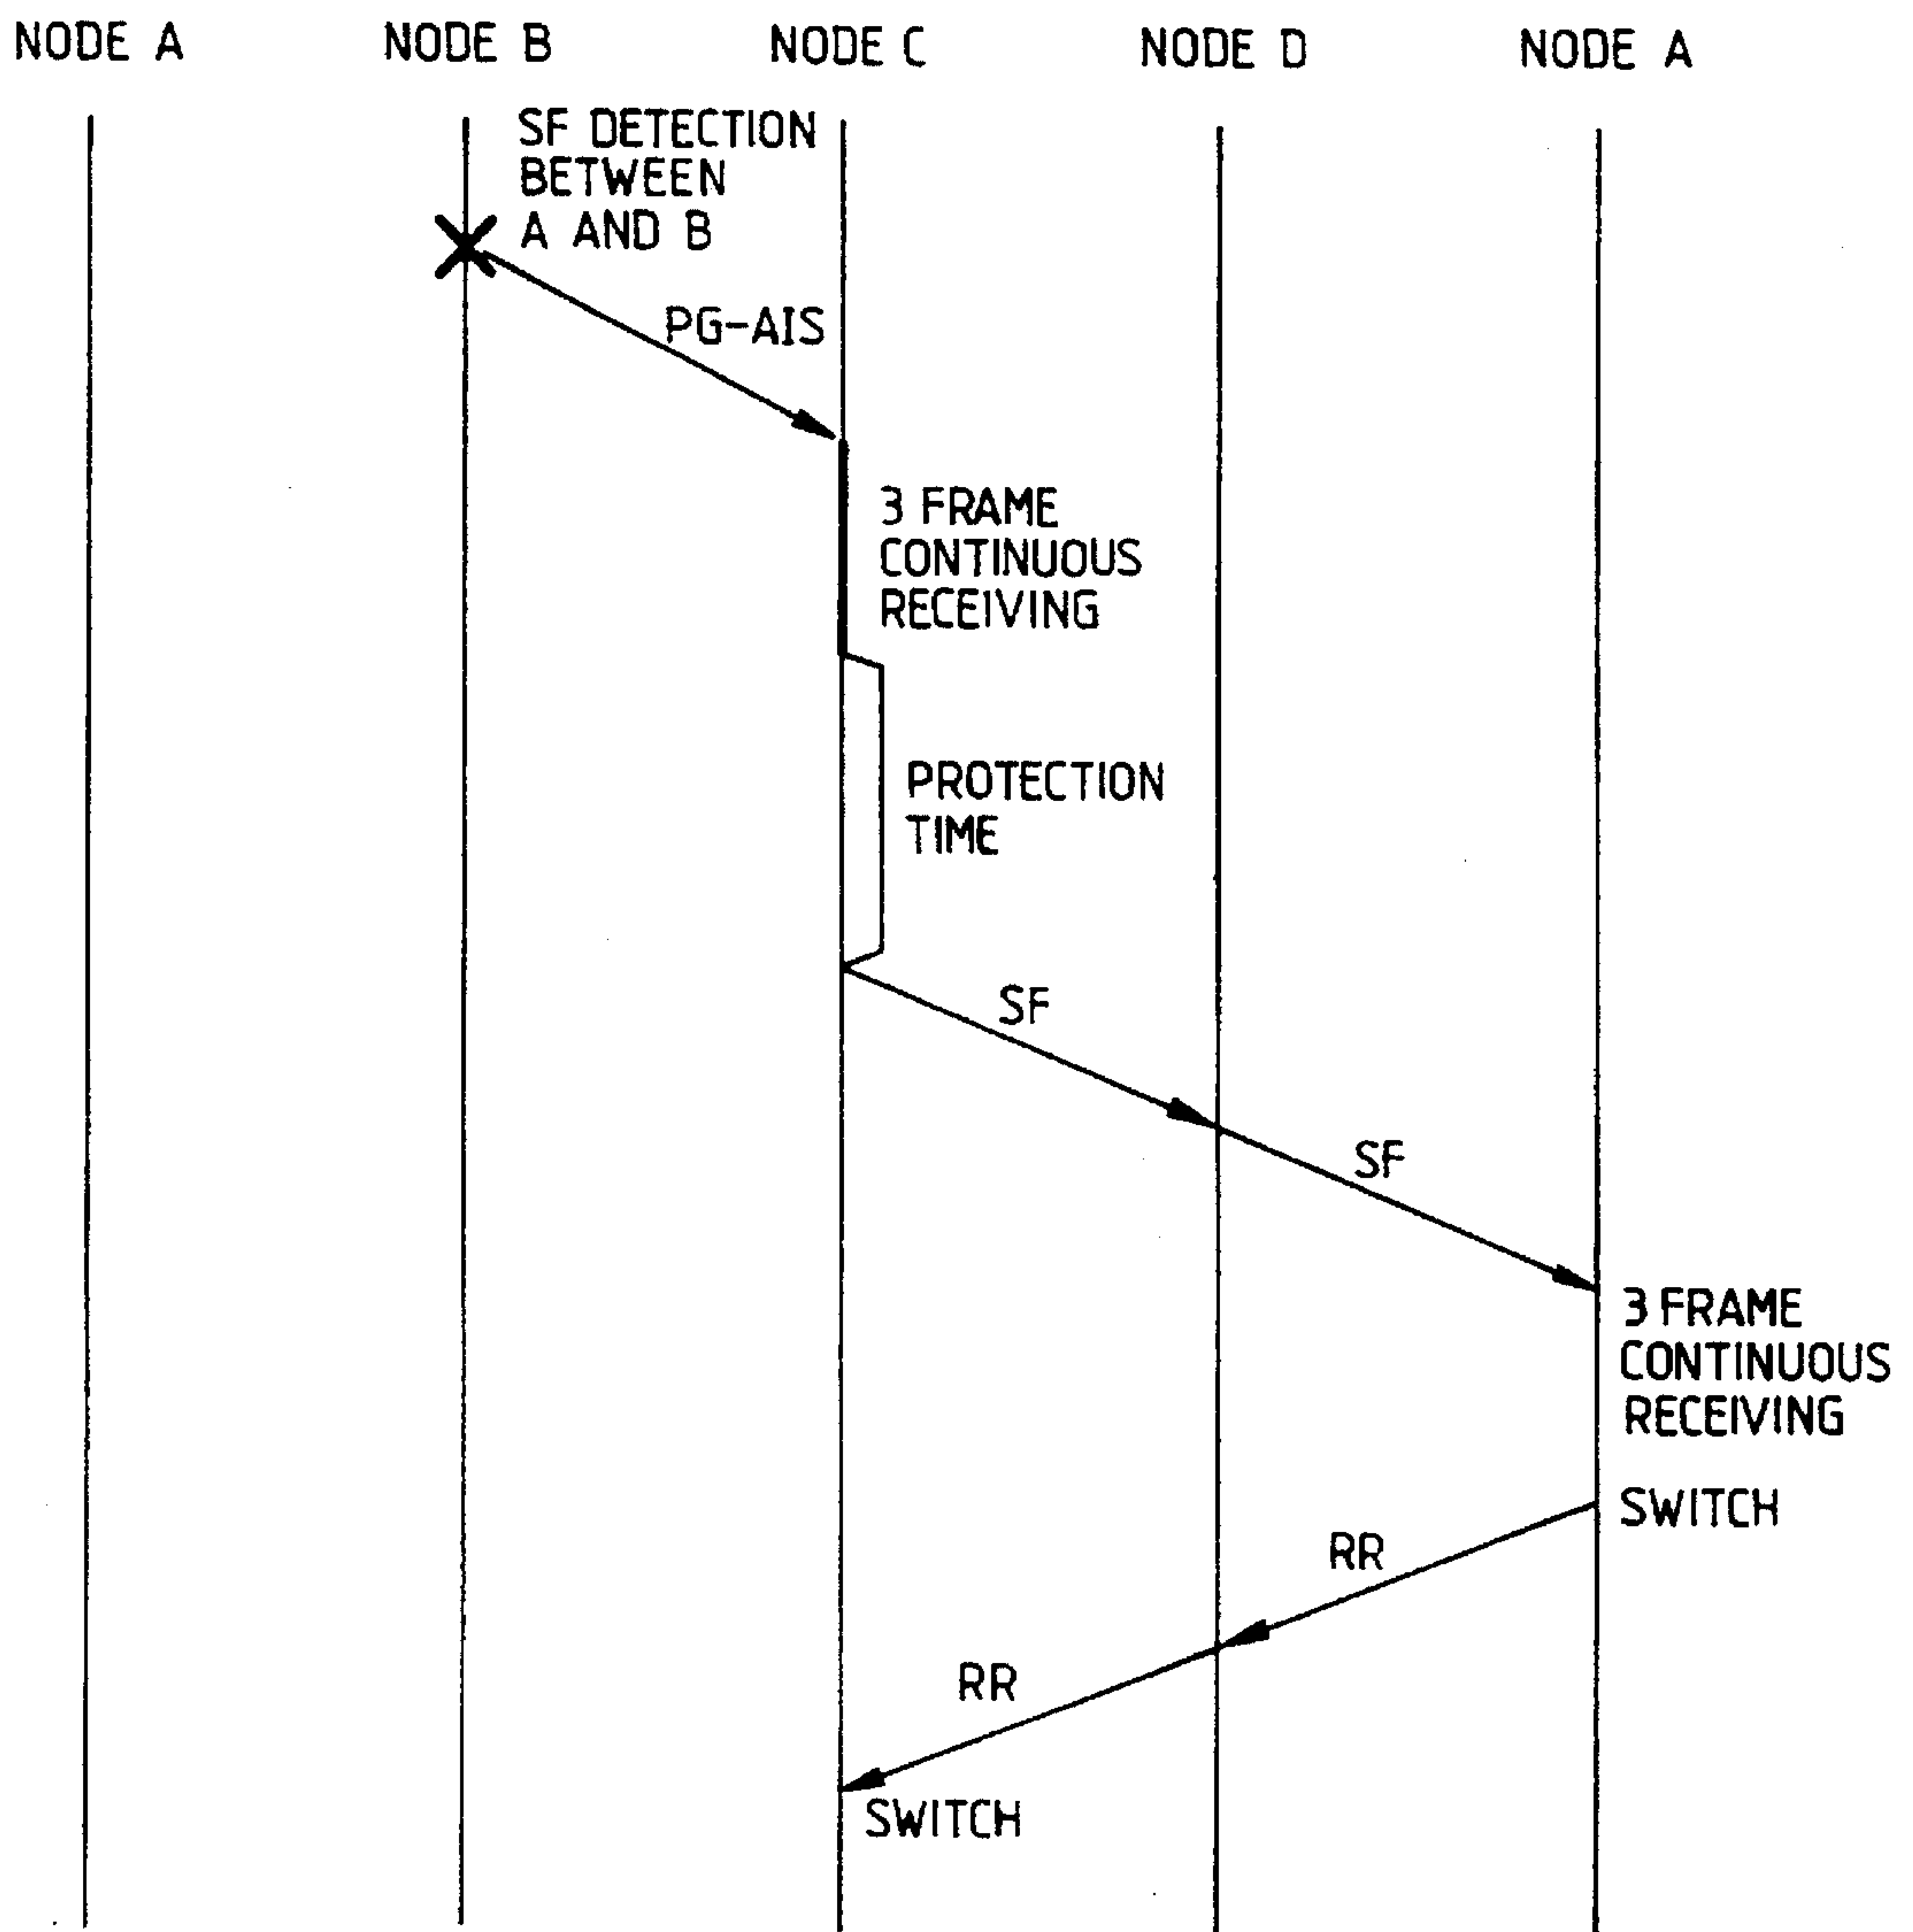 NODE A
NODE B
NODE C
NODE D
NODE A
SF DETECTION
BETWEEN
A AND B
PG-AIS
3 FRAME
CONTINUOUS
RECEIVING
PROTECTION
TIME
SF
SF
3 FRAME
CONTINUOUS
RECEIVING
SWITCH
RR
RR
SWITCH